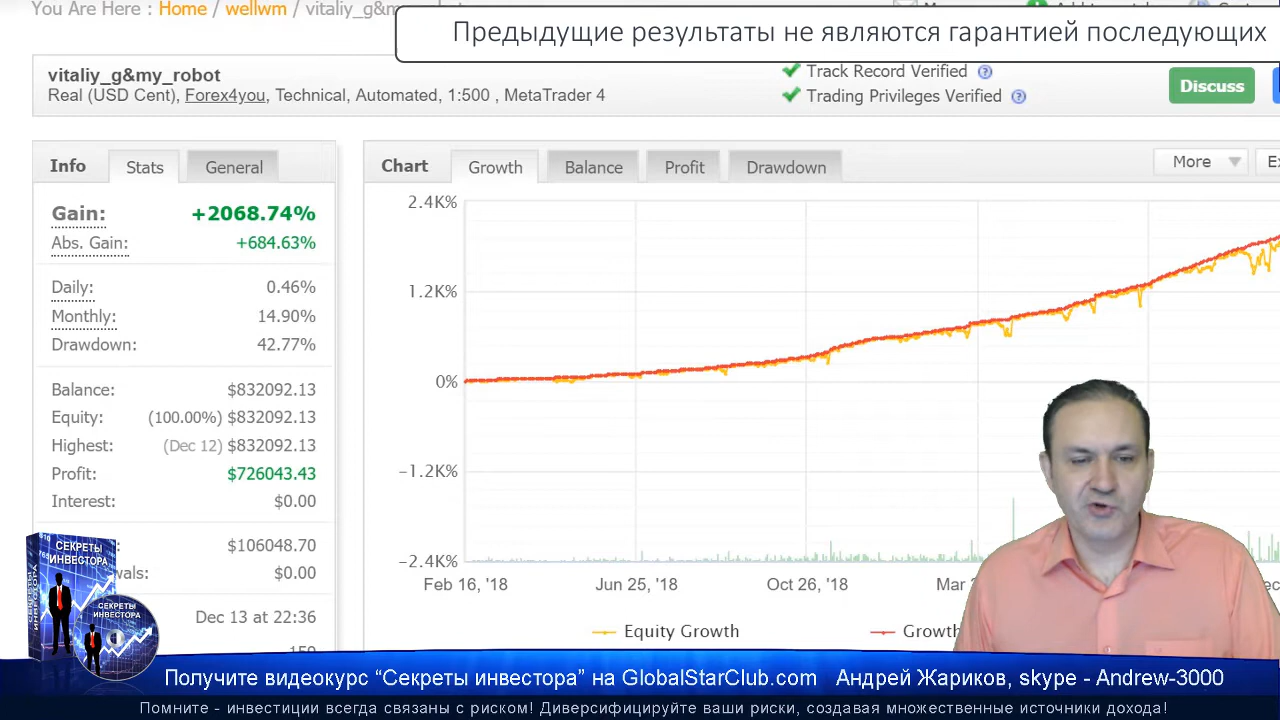 You Are Here : Home / wellwm /
Предыдущие результаты не являются гарантией последующих
vitaliy_g&my_robot
Real (USD Cent), Forex4you, Technical, Automated, 1:500 , MetaTrader 4
Track Record Verified
Trading Privileges Verified
Discuss
Info Stats General
Chart Growth Balance Profit Drawdown
More
Gain: +2068.74%
Abs. Gain: +684.63%
Daily: 0.46%
Monthly: 14.90%
Drawdown: 42.77%
Balance: $832092.13
Equity: (100.00%) $832092.13
Highest: (Dec 12) $832092.13
Profit: $726043.43
Interest: $0.00
$106048.70
$0.00
Dec 13 at 22:36
2.4K%
1.2K%
0%
-1.2K%
-2.4K%
Feb 16, '18 Jun 25, '18 Oct 26, '18 Mar
Equity Growth Growth
СЕКРЕТЫ
ИНВЕСТОРА
СЕКРЕТЫ
ИНВЕСТОРА
Получите видеокурс “Секреты инвестора” на GlobalStarClub.com Андрей Жариков, skype - Andrew-3000
Помните - инвестиции всегда связаны с риском! Диверсифицируйте ваши риски, создавая множественные источники дохода!